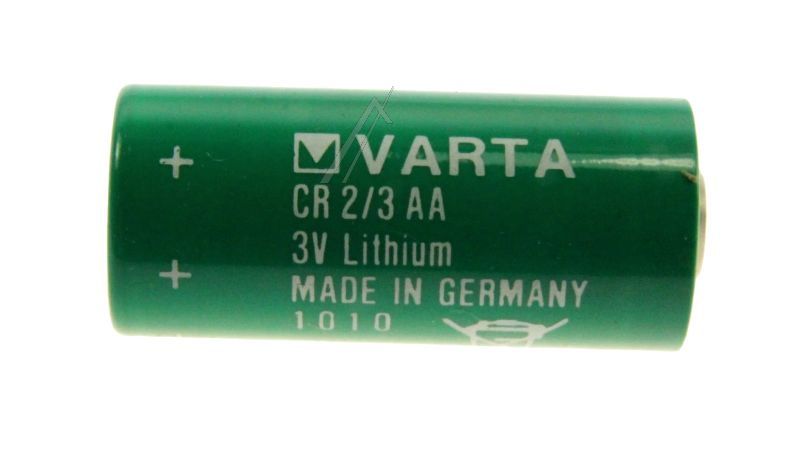 VARTA
CR 2/3 AA
3V Lithium
MADE IN GERMANY
1010
+
+